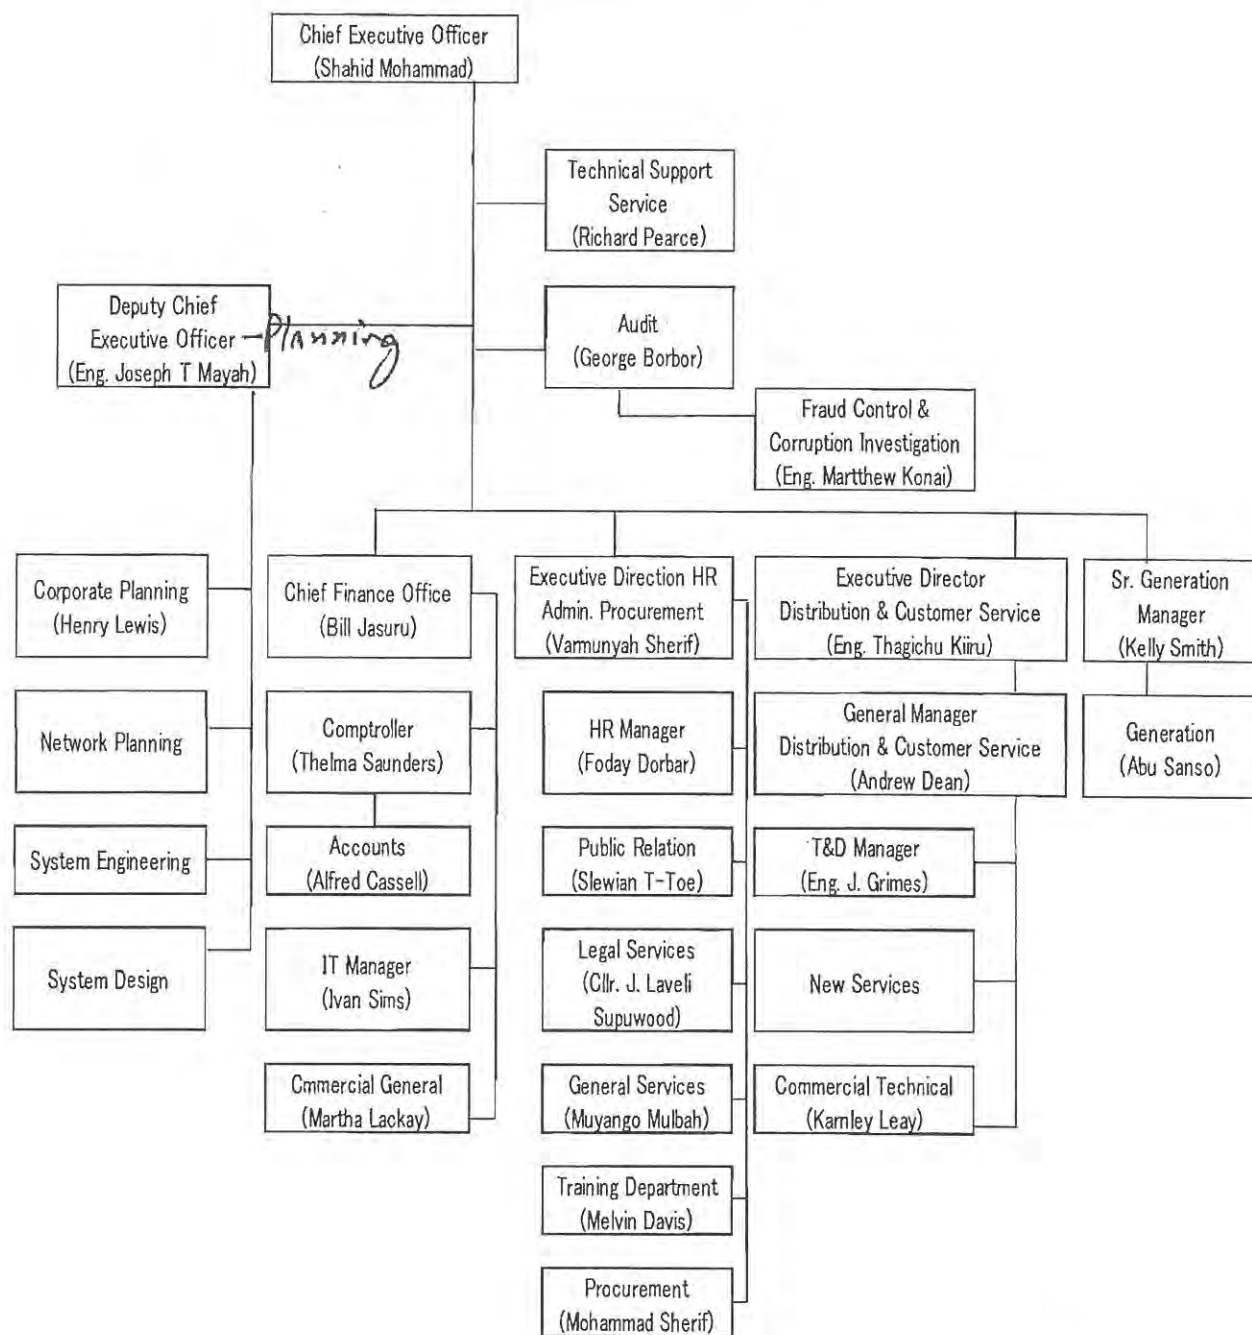 Chief Executive Officer
(Shahid Mohammad)
Technical Support
Service
(Richard Pearce)
Deputy Chief
Executive Officer – Planning
(Eng. Joseph T Mayah)
Audit
(George Borbor)
Fraud Control &
Corruption Investigation
(Eng. Martthew Konai)
Corporate Planning
(Henry Lewis)
Network Planning
System Engineering
System Design
Chief Finance Office
(Bill Jasuru)
Comptroller
(Thelma Saunders)
Accounts
(Alfred Cassell)
IT Manager
(Ivan Sims)
Cmmercial General
(Martha Lackay)
Executive Direction HR
Admin. Procurement
(Varmunyah Sherif)
HR Manager
(Foday Dorbar)
Public Relation
(Slewian T-Toe)
Legal Services
(Cllr. J. Laveli
Supuwood)
General Services
(Muyango Mulbah)
Training Department
(Melvin Davis)
Procurement
(Mohammad Sherif)
Executive Director
Distribution & Customer Service
(Eng. Thagichu Kiiru)
General Manager
Distribution & Customer Service
(Andrew Dean)
T&D Manager
(Eng. J. Grimes)
New Services
Commercial Technical
(Karnley Leay)
Sr. Generation
Manager
(Kelly Smith)
Generation
(Abu Sanso)